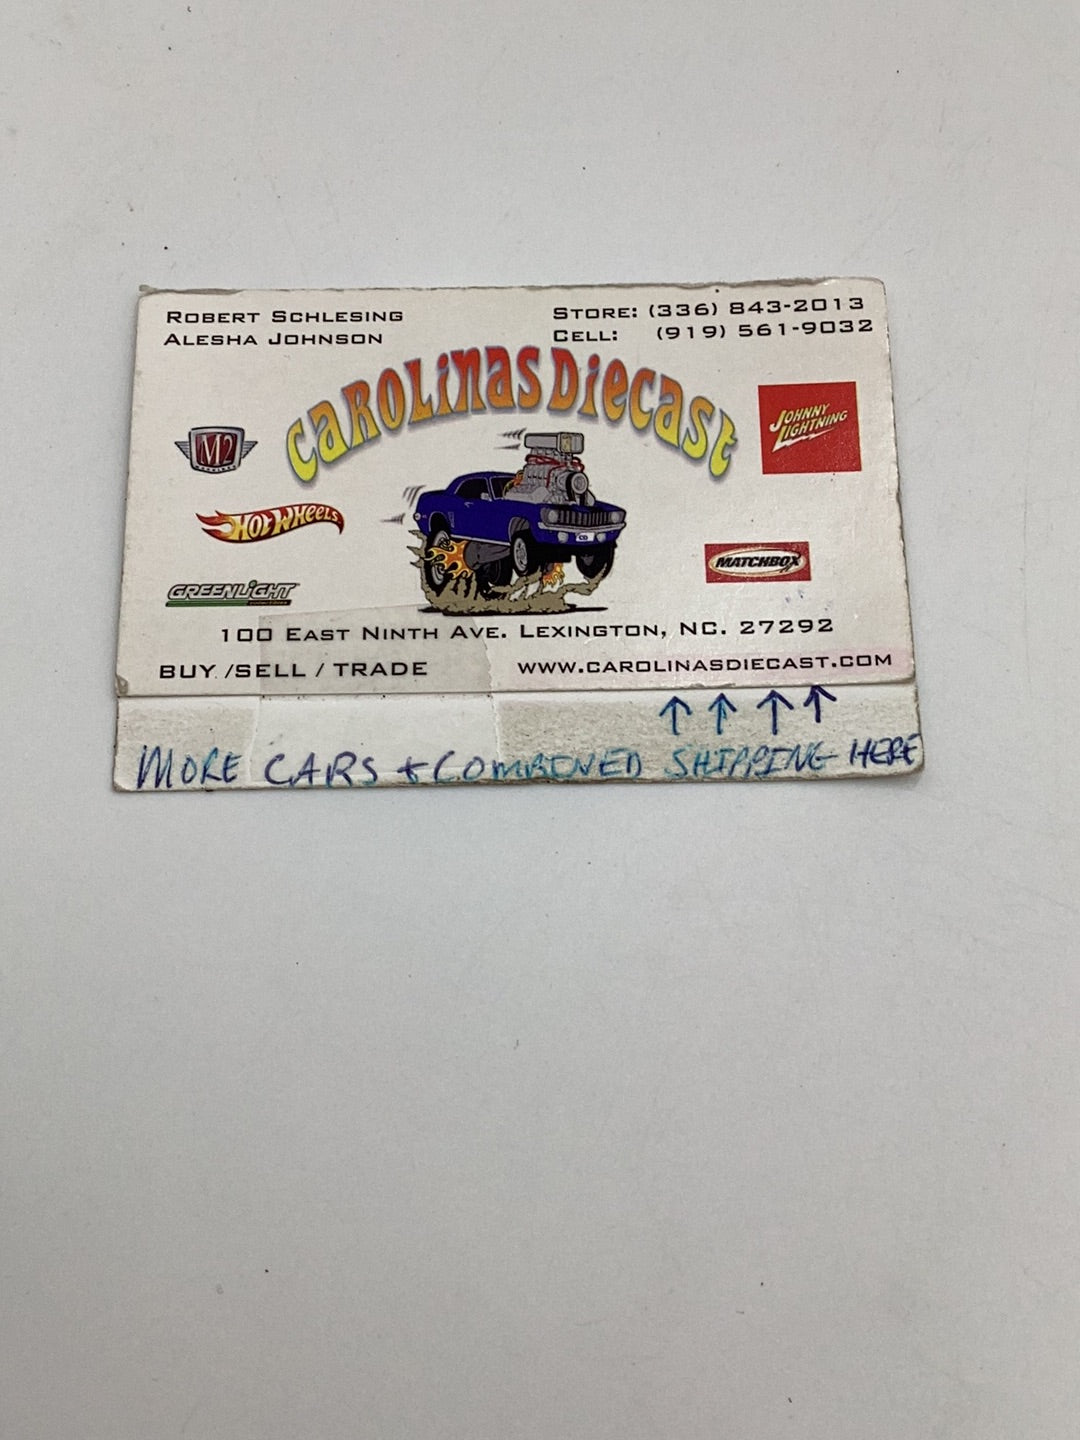 ROBERT SCHLESING
ALESHA JOHNSON
STORE: (336) 843-2013
CELL: (919) 561-9032
CAROLINAS DIECAST
M2
JOHNNY LIGHTNING
HOT WHEELS
CD
MATCHBOX
GREENLIGHT
100 EAST NINTH AVE. LEXINGTON, NC. 27292
BUY /SELL / TRADE
WWW.CAROLINASDIECAST.COM
MORE CARS + COMBINED SHIPPING HERE